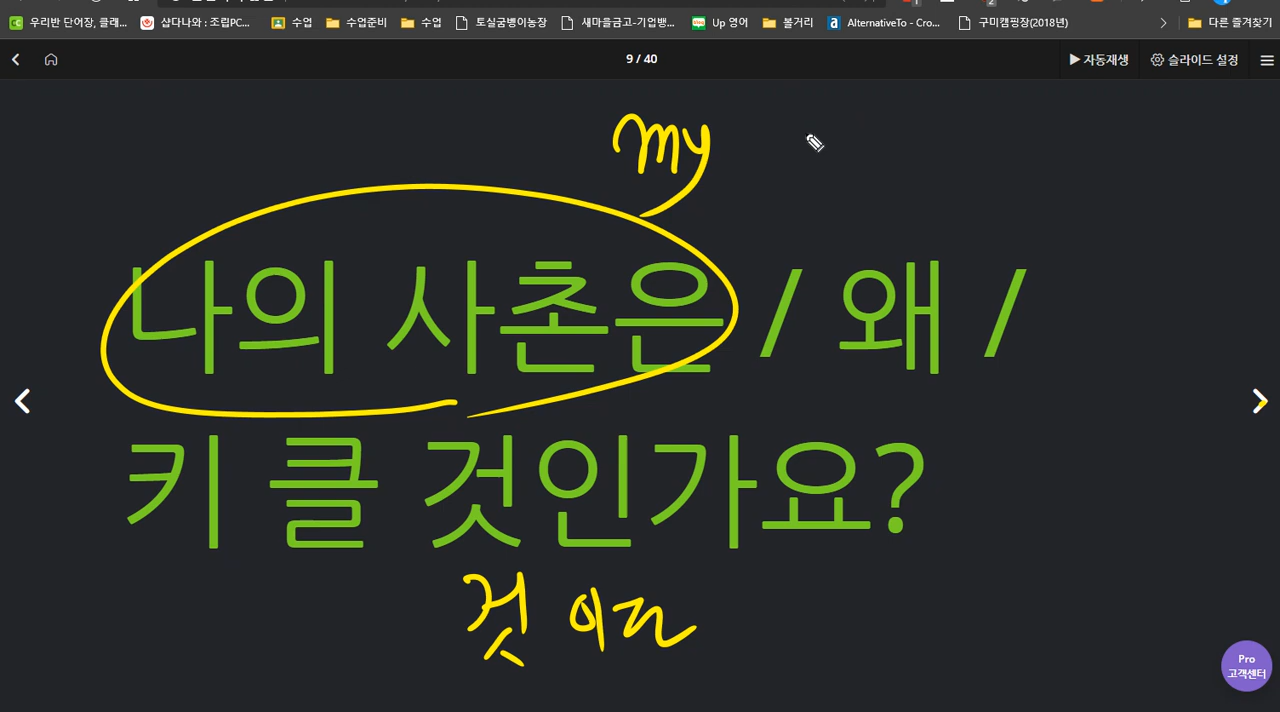 우리반 단어장, 클래...
샵다나와 : 조립PC...
수업
수업준비
수업
토실굼벵이농장
새마을금고-기업뱅...
Up 영어
볼거리
AlternativeTo - Cro...
구미캠핑장(2018년)
다른 즐겨찾기
9 / 40
▶ 자동재생
슬라이드 설정
my
나의 사촌은 / 왜 /
키 클 것인가요?
것
Pro
고객센터